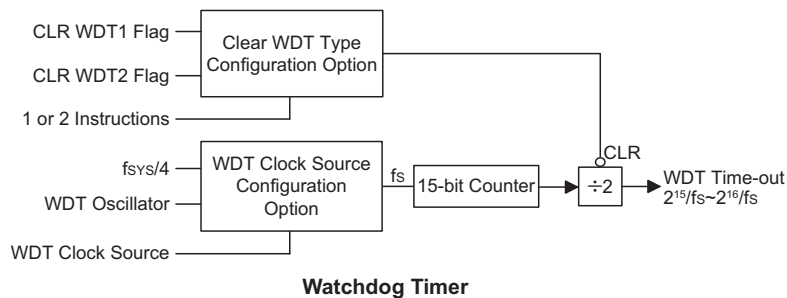 CLR WDT1 Flag
CLR WDT2 Flag
1 or 2 Instructions
Clear WDT Type
Configuration Option
fSYS/4
WDT Oscillator
WDT Clock Source
WDT Clock Source
Configuration
Option
fS
15-bit Counter
CLR
÷2
WDT Time-out
2¹⁵/fS~2¹⁶/fS
Watchdog Timer